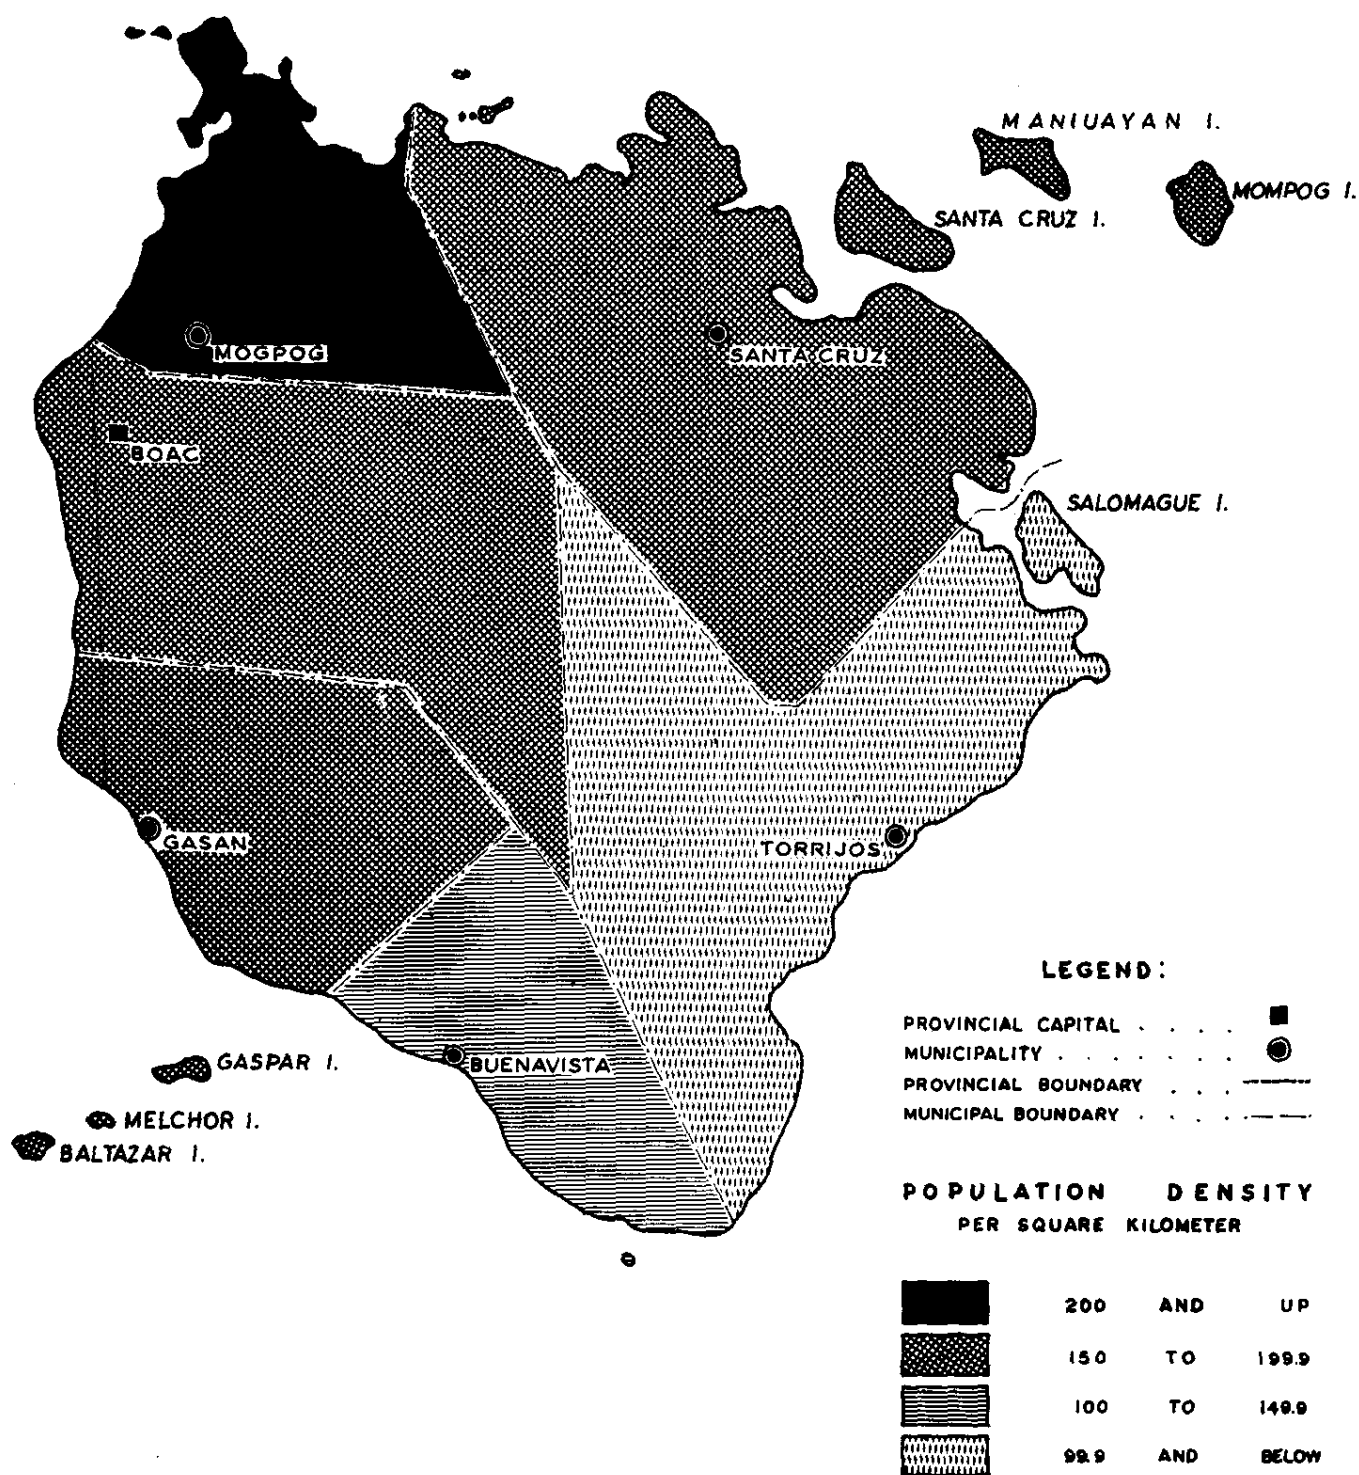 MANIUAYAN I.
MOMPOG I.
SANTA CRUZ I.
MOGPOG
SANTA CRUZ
BOAC
SALOMAGUE I.
GASAN
TORRIJOS
BUENAVISTA
GASPAR I.
MELCHOR I.
BALTAZAR I.
LEGEND:
PROVINCIAL CAPITAL . . . .
MUNICIPALITY . . . . . . .
PROVINCIAL BOUNDARY . . .
MUNICIPAL BOUNDARY . . . .
POPULATION DENSITY
PER SQUARE KILOMETER
200 AND UP
150 TO 199.9
100 TO 149.9
99.9 AND BELOW